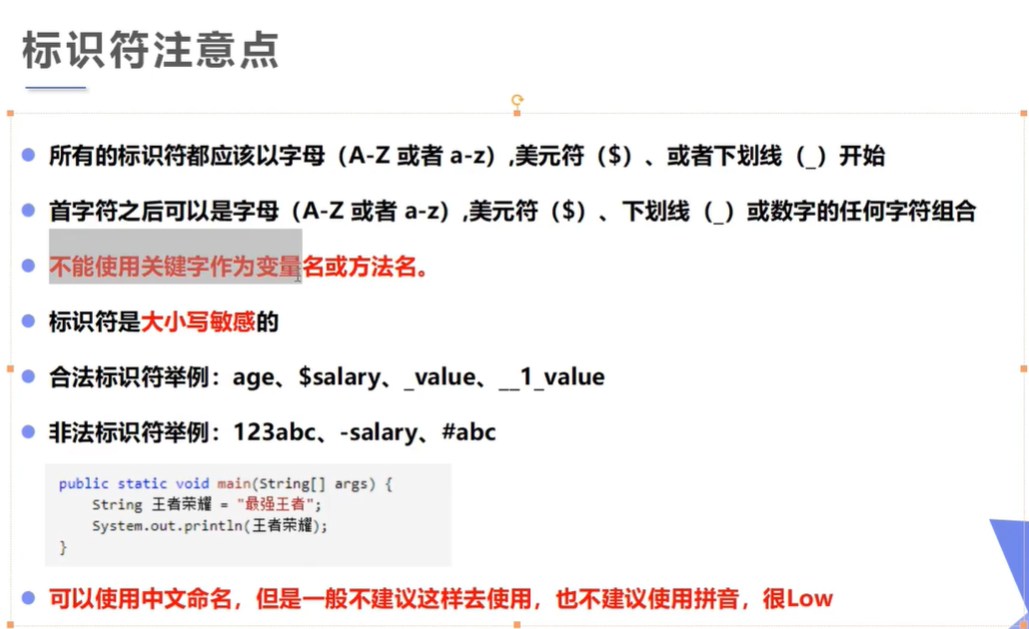 标识符注意点
所有的标识符都应该以字母（A-Z 或者 a-z）,美元符（$）、或者下划线（_）开始
首字符之后可以是字母（A-Z 或者 a-z）,美元符（$）、下划线（_）或数字的任何字符组合
不能使用关键字作为变量名或方法名。
标识符是大小写敏感的
合法标识符举例：age、$salary、_value、__1_value
非法标识符举例：123abc、-salary、#abc
public static void main(String[] args) {
    String 王者荣耀 = "最强王者";
    System.out.println(王者荣耀);
}
可以使用中文命名，但是一般不建议这样去使用，也不建议使用拼音，很Low